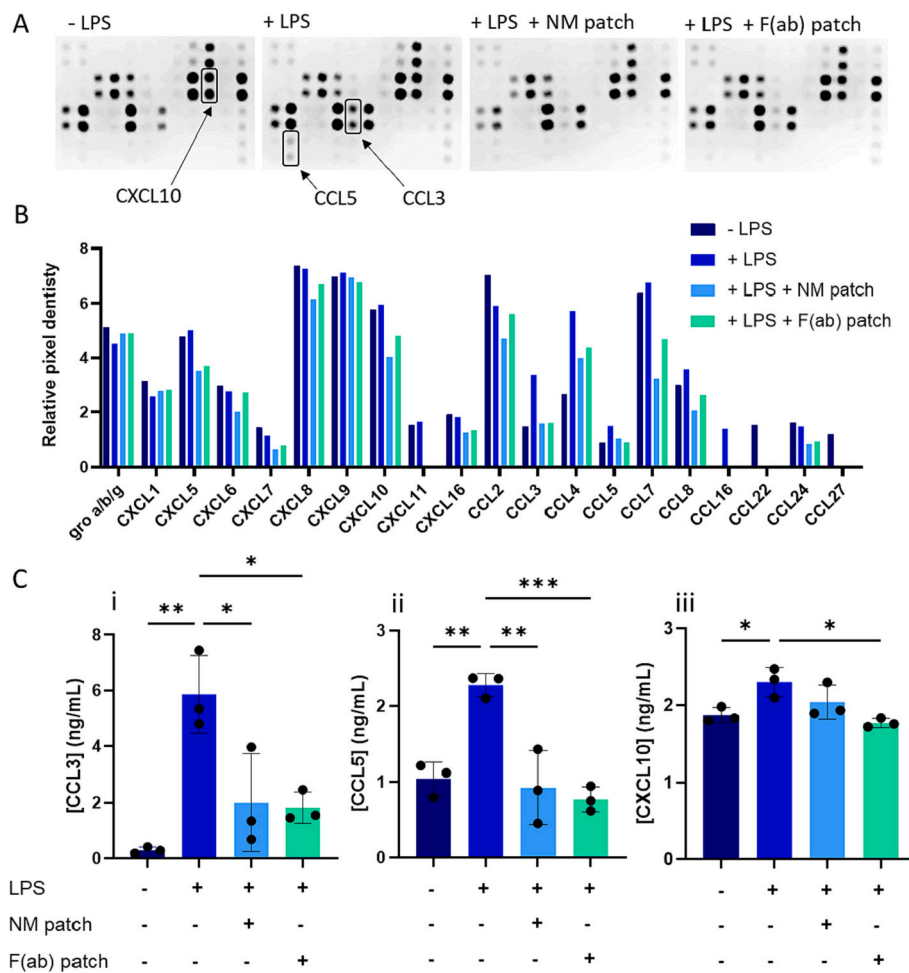 A
- LPS
+ LPS
+ LPS + NM patch
+ LPS + F(ab) patch
CXCL10
CCL5
CCL3
B
Relative pixel dentisty
8
6
4
2
0
- LPS
+ LPS
+ LPS + NM patch
+ LPS + F(ab) patch
gro a/b/g
CXCL1
CXCL5
CXCL6
CXCL7
CXCL8
CXCL9
CXCL10
CXCL11
CXCL16
CCL2
CCL3
CCL4
CCL5
CCL7
CCL8
CCL16
CCL22
CCL24
CCL27
C
i
[CCL3] (ng/mL)
8
6
4
2
0
**
*
*
ii
[CCL5] (ng/mL)
3
2
1
0
**
**
***
iii
[CXCL10] (ng/mL)
3
2
1
0
*
*
LPS - + + + - + + + - + + +
NM patch - - + - - - + - - - + -
F(ab) patch - - - + - - - + - - - +